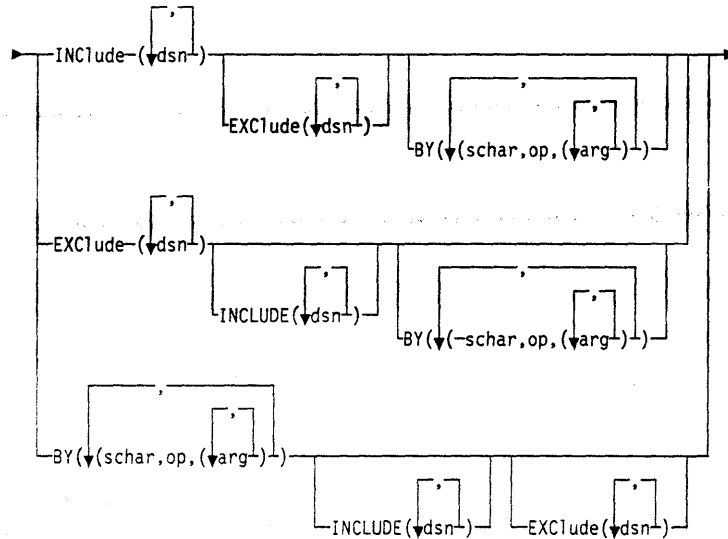 ,
INClude (dsn)
, , ,
EXClude(dsn)
BY((schar,op,(arg)))
,
EXClude (dsn)
, , ,
INCLUDE(dsn)
BY((schar,op,(arg)))
, ,
BY((schar,op,(arg)))
, ,
INCLUDE(dsn) EXClude(dsn)